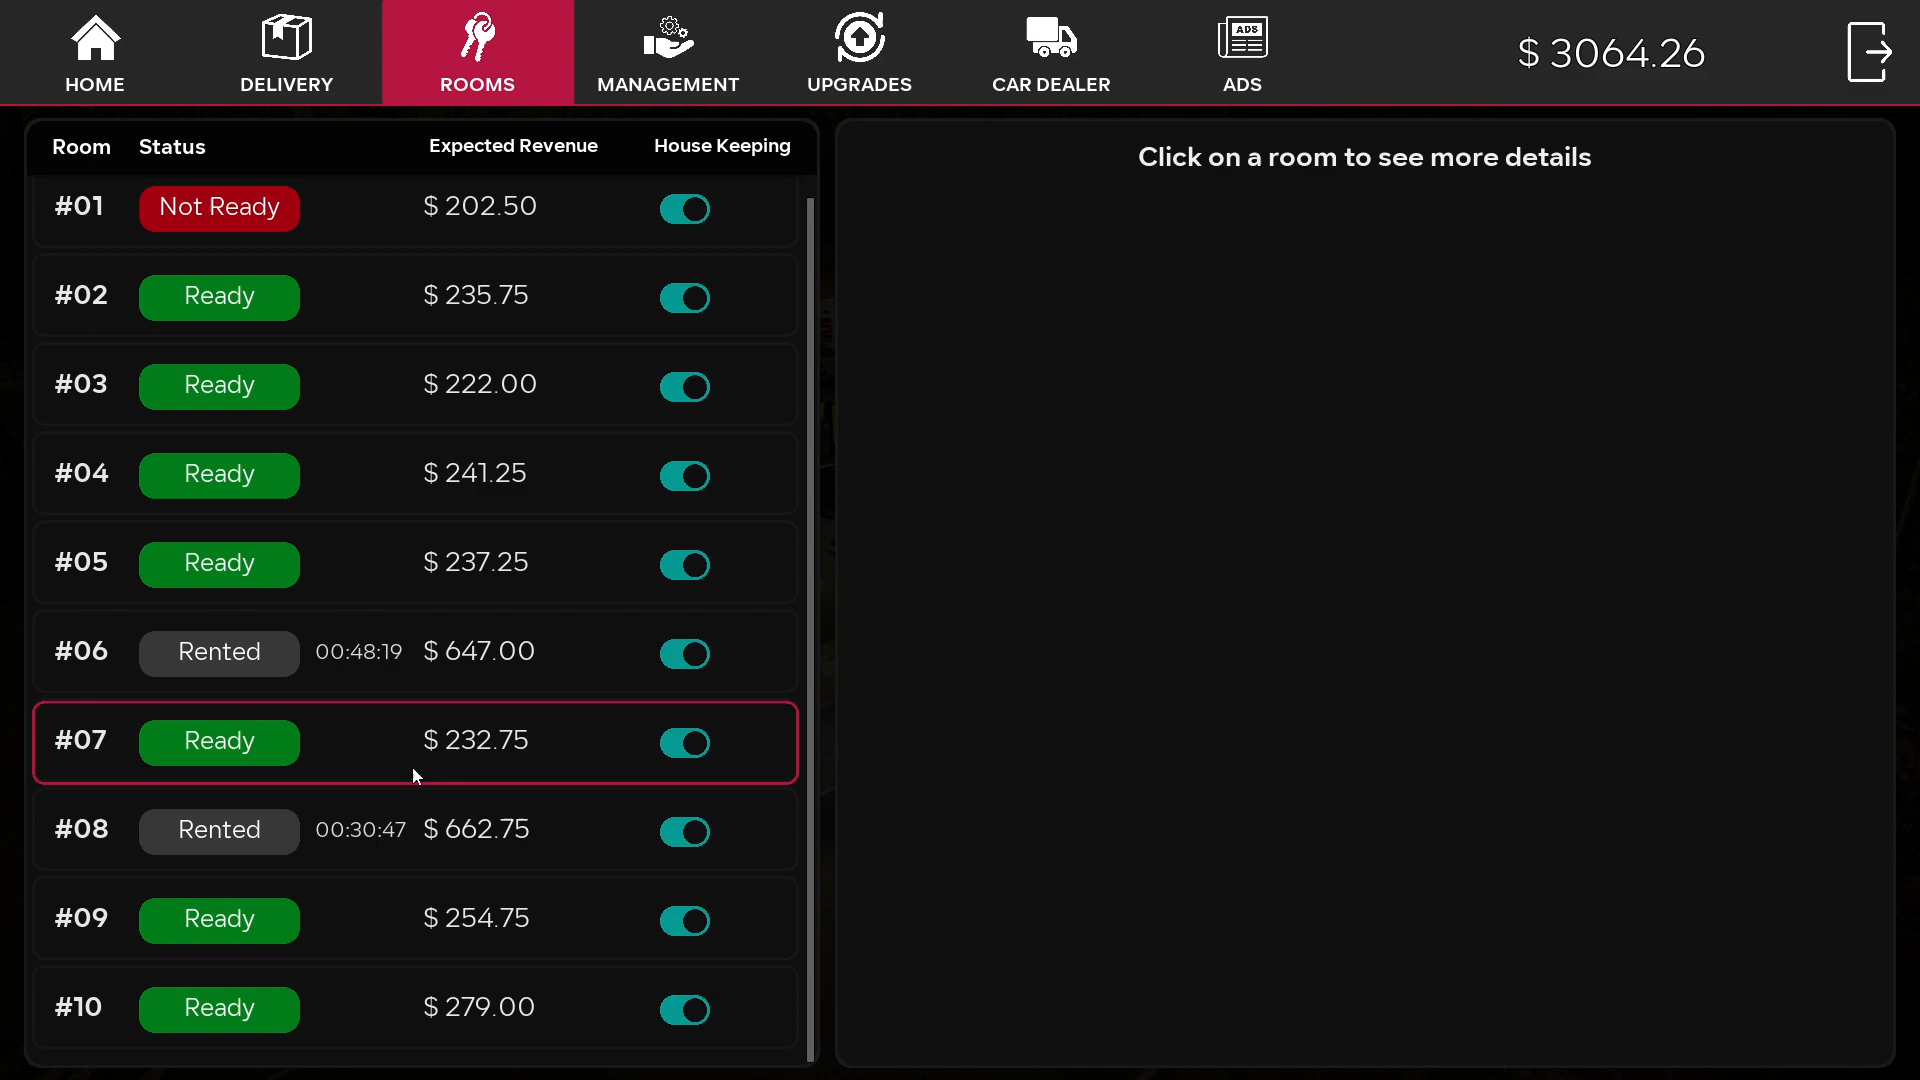 HOME
DELIVERY
ROOMS
MANAGEMENT
UPGRADES
CAR DEALER
ADS
ADS
$ 3064.26
Room Status Expected Revenue House Keeping
#01 Not Ready $ 202.50
#02 Ready $ 235.75
#03 Ready $ 222.00
#04 Ready $ 241.25
#05 Ready $ 237.25
#06 Rented 00:48:19 $ 647.00
#07 Ready $ 232.75
#08 Rented 00:30:47 $ 662.75
#09 Ready $ 254.75
#10 Ready $ 279.00
Click on a room to see more details